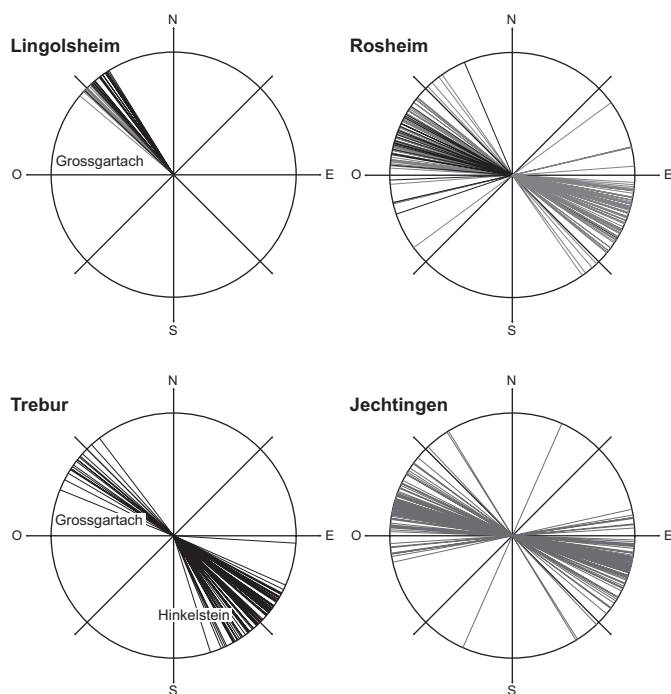 N
Lingolsheim
Grossgartach
O
E
S
N
Rosheim
O
E
S
N
Trebur
Grossgartach
O
E
Hinkelstein
S
N
Jechtingen
O
E
S